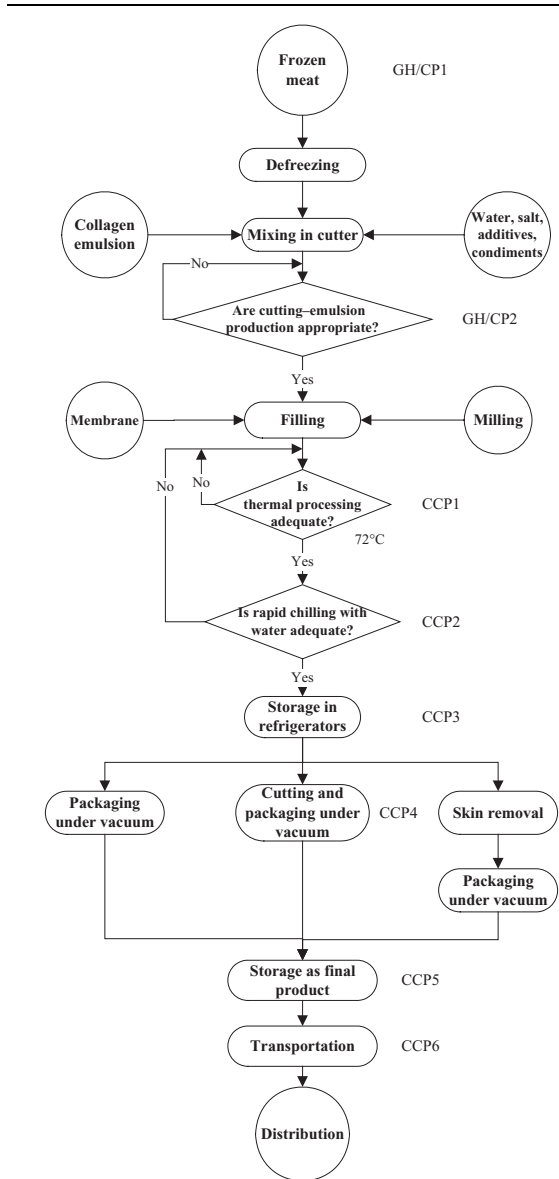 Frozen
meat
GH/CP1
Defreezing
Collagen
emulsion
Mixing in cutter
Water, salt,
additives,
condiments
No
Are cutting–emulsion
production appropriate?
GH/CP2
Yes
Membrane
Filling
Milling
No
No
Is
thermal processing
adequate?
CCP1
72°C
Yes
Is rapid chilling with
water adequate?
CCP2
Yes
Storage in
refrigerators
CCP3
Packaging
under vacuum
Cutting and
packaging under
vacuum
CCP4
Skin removal
Packaging
under vacuum
Storage as final
product
CCP5
Transportation
CCP6
Distribution